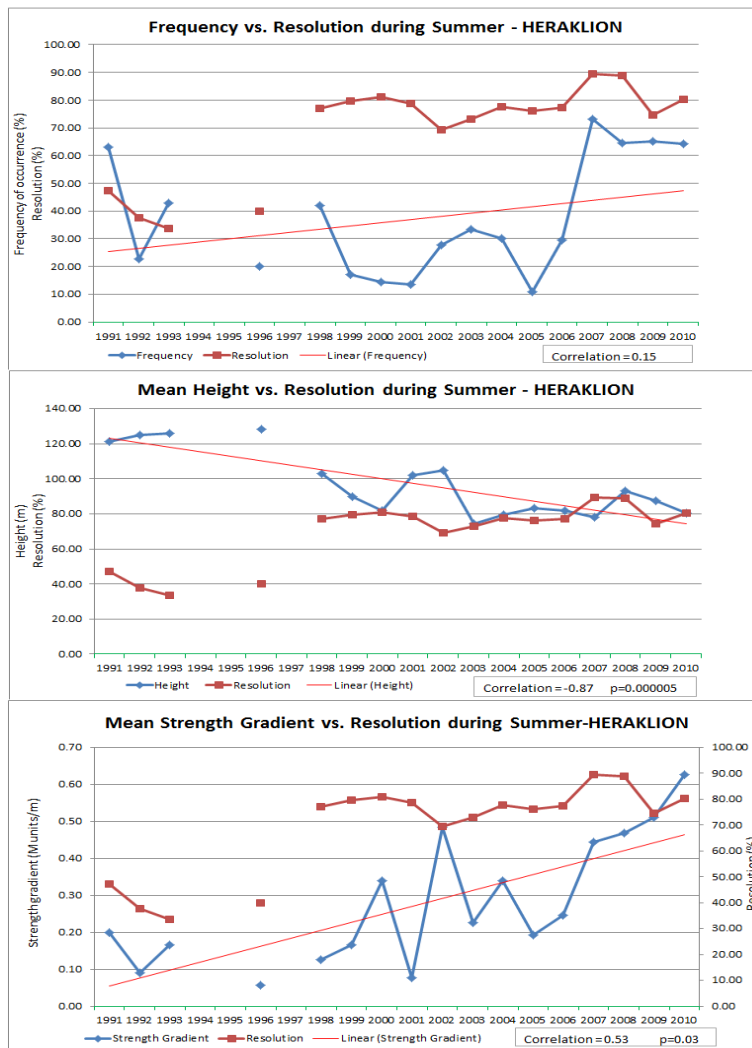 Frequency vs. Resolution during Summer - HERAKLION
Frequency of occurrence (%)
Resolution (%)
100.00
90.00
80.00
70.00
60.00
50.00
40.00
30.00
20.00
10.00
0.00
1991 1992 1993 1994 1995 1996 1997 1998 1999 2000 2001 2002 2003 2004 2005 2006 2007 2008 2009 2010
Frequency Resolution Linear (Frequency)
Correlation = 0.15
Mean Height vs. Resolution during Summer - HERAKLION
Height (m)
Resolution (%)
140.00
120.00
100.00
80.00
60.00
40.00
20.00
0.00
1991 1992 1993 1994 1995 1996 1997 1998 1999 2000 2001 2002 2003 2004 2005 2006 2007 2008 2009 2010
Height Resolution Linear (Height)
Correlation = -0.87 p=0.000005
Mean Strength Gradient vs. Resolution during Summer-HERAKLION
Strength gradient (M units/m)
0.70
0.60
0.50
0.40
0.30
0.20
0.10
0.00
100.00
90.00
80.00
70.00
60.00
50.00
40.00
30.00
20.00
10.00
0.00
Resolution (%)
1991 1992 1993 1994 1995 1996 1997 1998 1999 2000 2001 2002 2003 2004 2005 2006 2007 2008 2009 2010
Strength Gradient Resolution Linear (Strength Gradient)
Correlation = 0.53 p=0.03